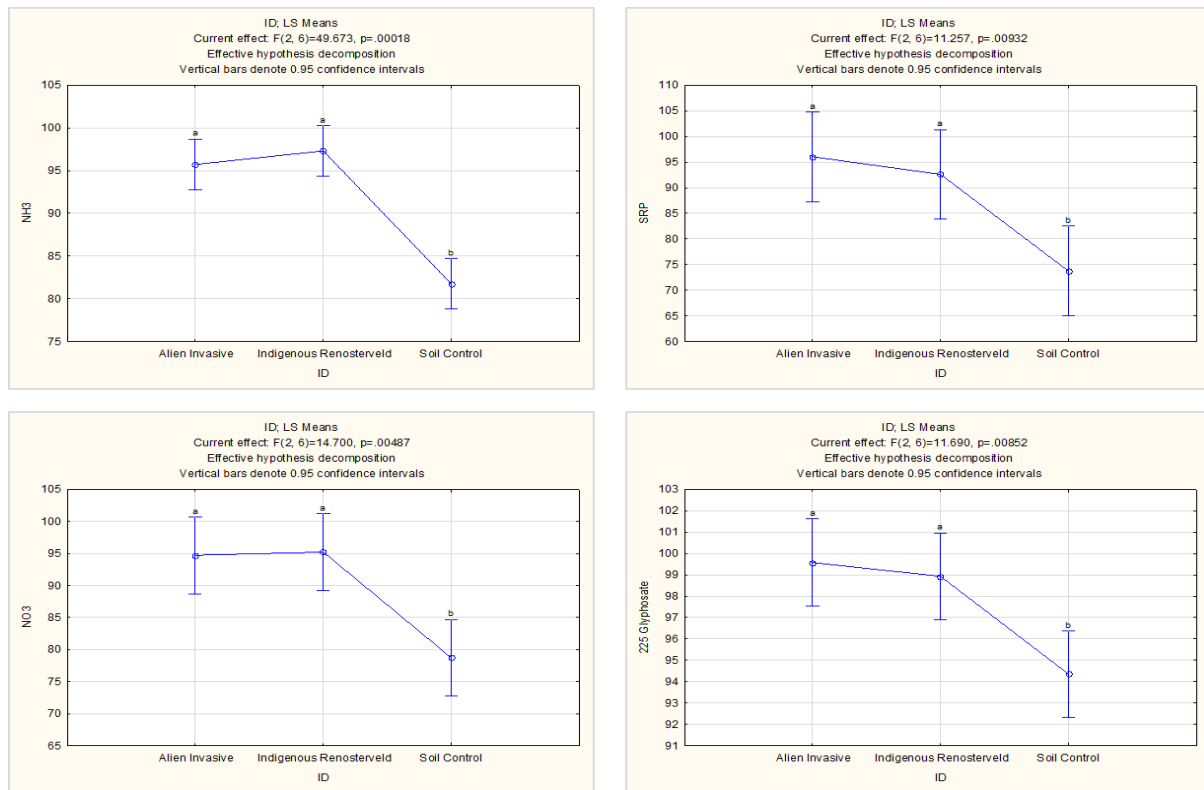 ID; LS Means
Current effect: F(2, 6)=49.673, p=.00018
Effective hypothesis decomposition
Vertical bars denote 0.95 confidence intervals
105
100
95
90
85
80
75
NH3
a
a
b
Alien Invasive Indigenous Renosterveld Soil Control
ID
ID; LS Means
Current effect: F(2, 6)=11.257, p=.00932
Effective hypothesis decomposition
Vertical bars denote 0.95 confidence intervals
110
105
100
95
90
85
80
75
70
65
60
SRP
a
a
b
Alien Invasive Indigenous Renosterveld Soil Control
ID
ID; LS Means
Current effect: F(2, 6)=14.700, p=.00487
Effective hypothesis decomposition
Vertical bars denote 0.95 confidence intervals
105
100
95
90
85
80
75
70
65
NO3
a
a
b
Alien Invasive Indigenous Renosterveld Soil Control
ID
ID; LS Means
Current effect: F(2, 6)=11.690, p=.00852
Effective hypothesis decomposition
Vertical bars denote 0.95 confidence intervals
103
102
101
100
99
98
97
96
95
94
93
92
91
225 Glyphosate
a
a
b
Alien Invasive Indigenous Renosterveld Soil Control
ID